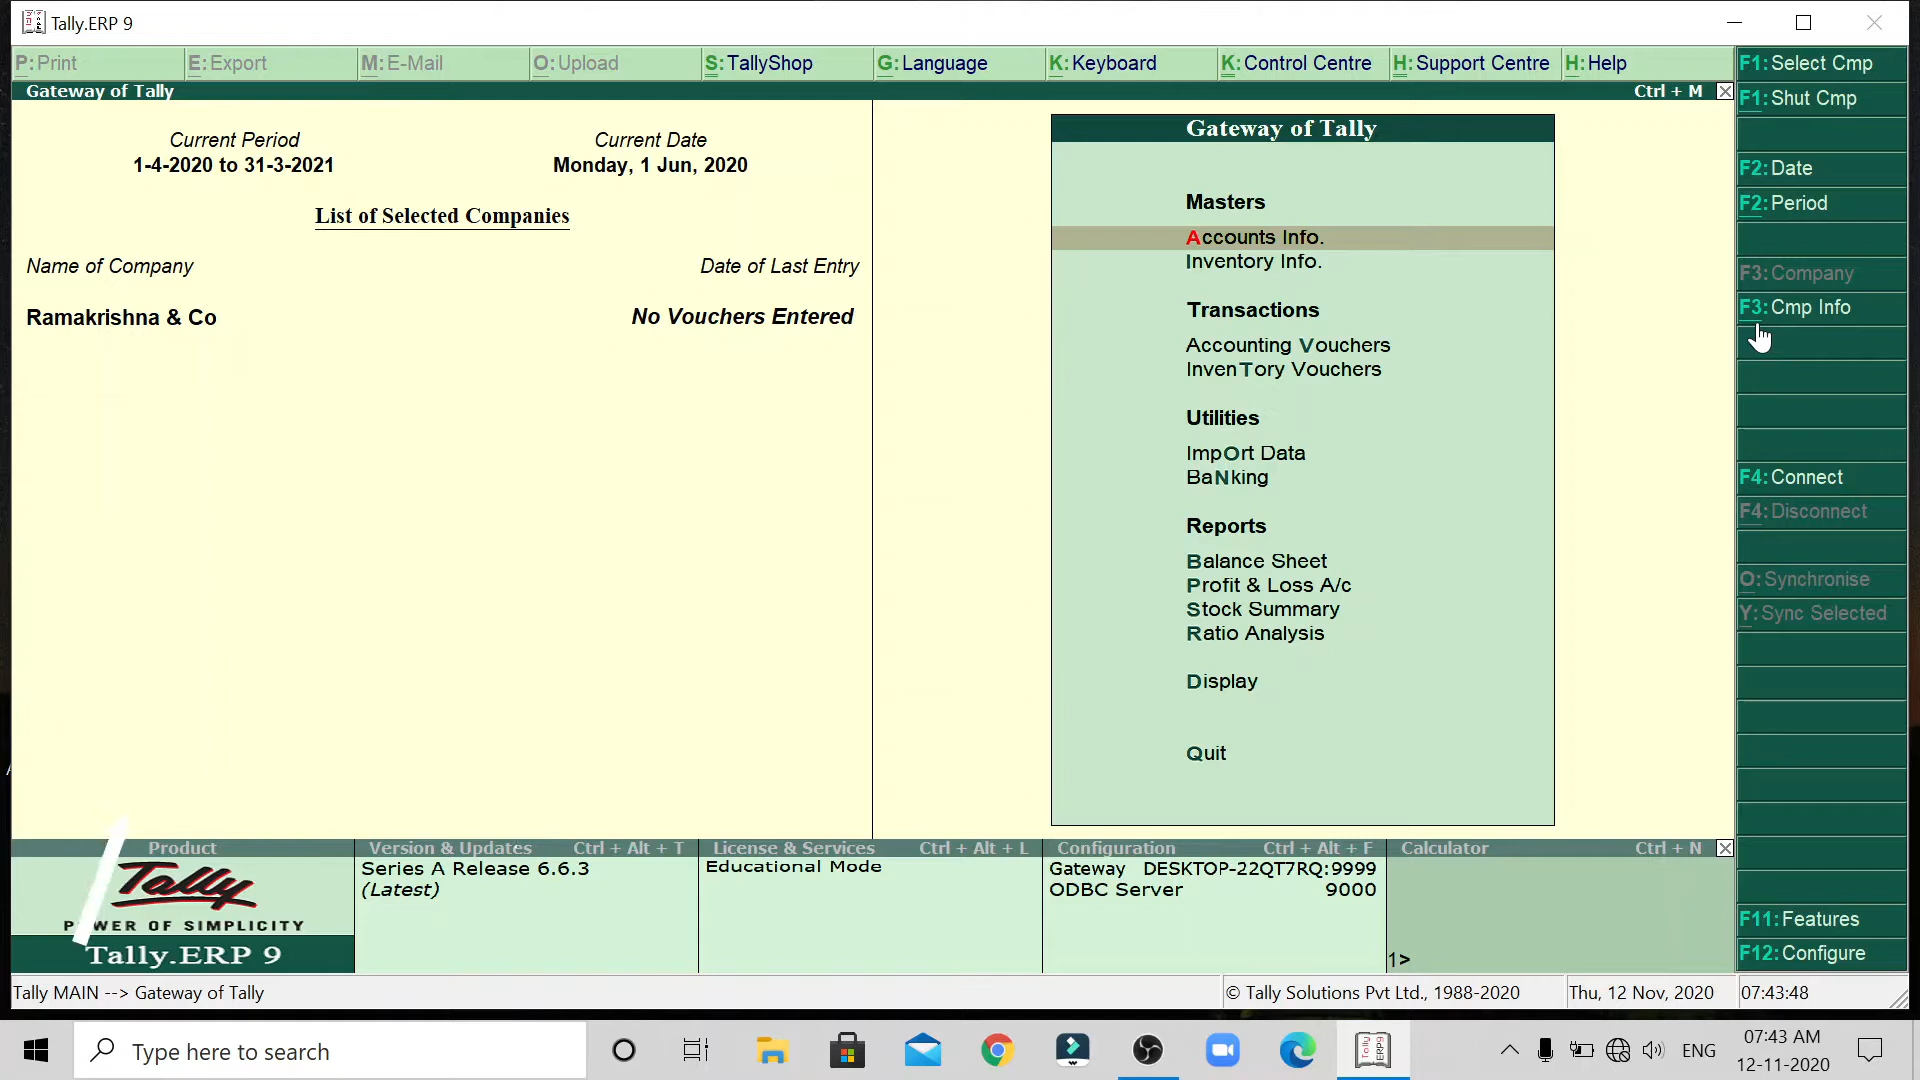 Tally.ERP 9
P: Print
E: Export
M: E-Mail
O: Upload
S: TallyShop
G: Language
K: Keyboard
K: Control Centre
H: Support Centre
H: Help
Gateway of Tally
Ctrl + M
Current Period
1-4-2020 to 31-3-2021
Current Date
Monday, 1 Jun, 2020
List of Selected Companies
Name of Company
Date of Last Entry
Ramakrishna & Co
No Vouchers Entered
Gateway of Tally
Masters
Accounts Info.
Inventory Info.
Transactions
Accounting Vouchers
InvenTory Vouchers
Utilities
ImpOrt Data
BaNking
Reports
Balance Sheet
Profit & Loss A/c
Stock Summary
Ratio Analysis
Display
Quit
F1: Select Cmp
F1: Shut Cmp
F2: Date
F2: Period
F3: Company
F3: Cmp Info
F4: Connect
F4: Disconnect
O: Synchronise
Y: Sync Selected
F11: Features
F12: Configure
Product
Tally
POWER OF SIMPLICITY
Tally.ERP 9
Version & Updates Ctrl + Alt + T
Series A Release 6.6.3
(Latest)
License & Services Ctrl + Alt + L
Educational Mode
Configuration Ctrl + Alt + F
Gateway DESKTOP-22QT7RQ:9999
ODBC Server 9000
Calculator Ctrl + N
1>
Tally MAIN --> Gateway of Tally
© Tally Solutions Pvt Ltd., 1988-2020
Thu, 12 Nov, 2020
07:43:48
Type here to search
ENG
07:43 AM
12-11-2020